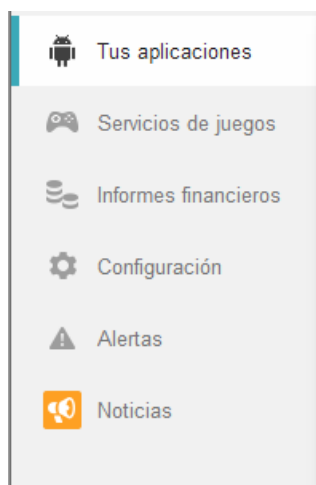 Tus aplicaciones
Servicios de juegos
Informes financieros
Configuración
Alertas
Noticias